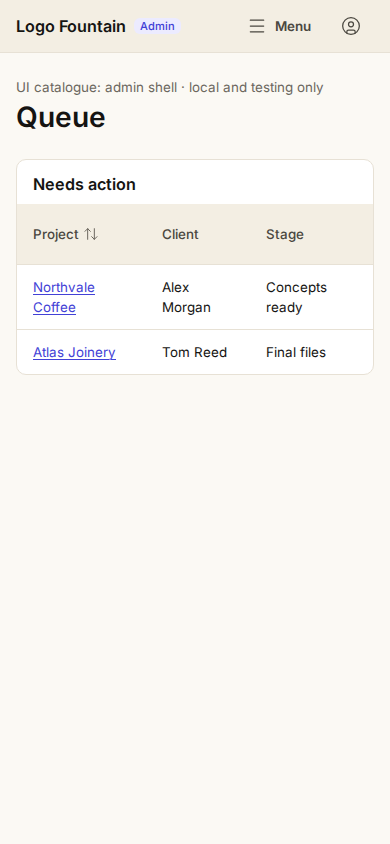 Logo Fountain Admin Menu
UI catalogue: admin shell · local and testing only
Queue
Needs action
Project Client Stage
Northvale Coffee Alex Morgan Concepts ready
Atlas Joinery Tom Reed Final files